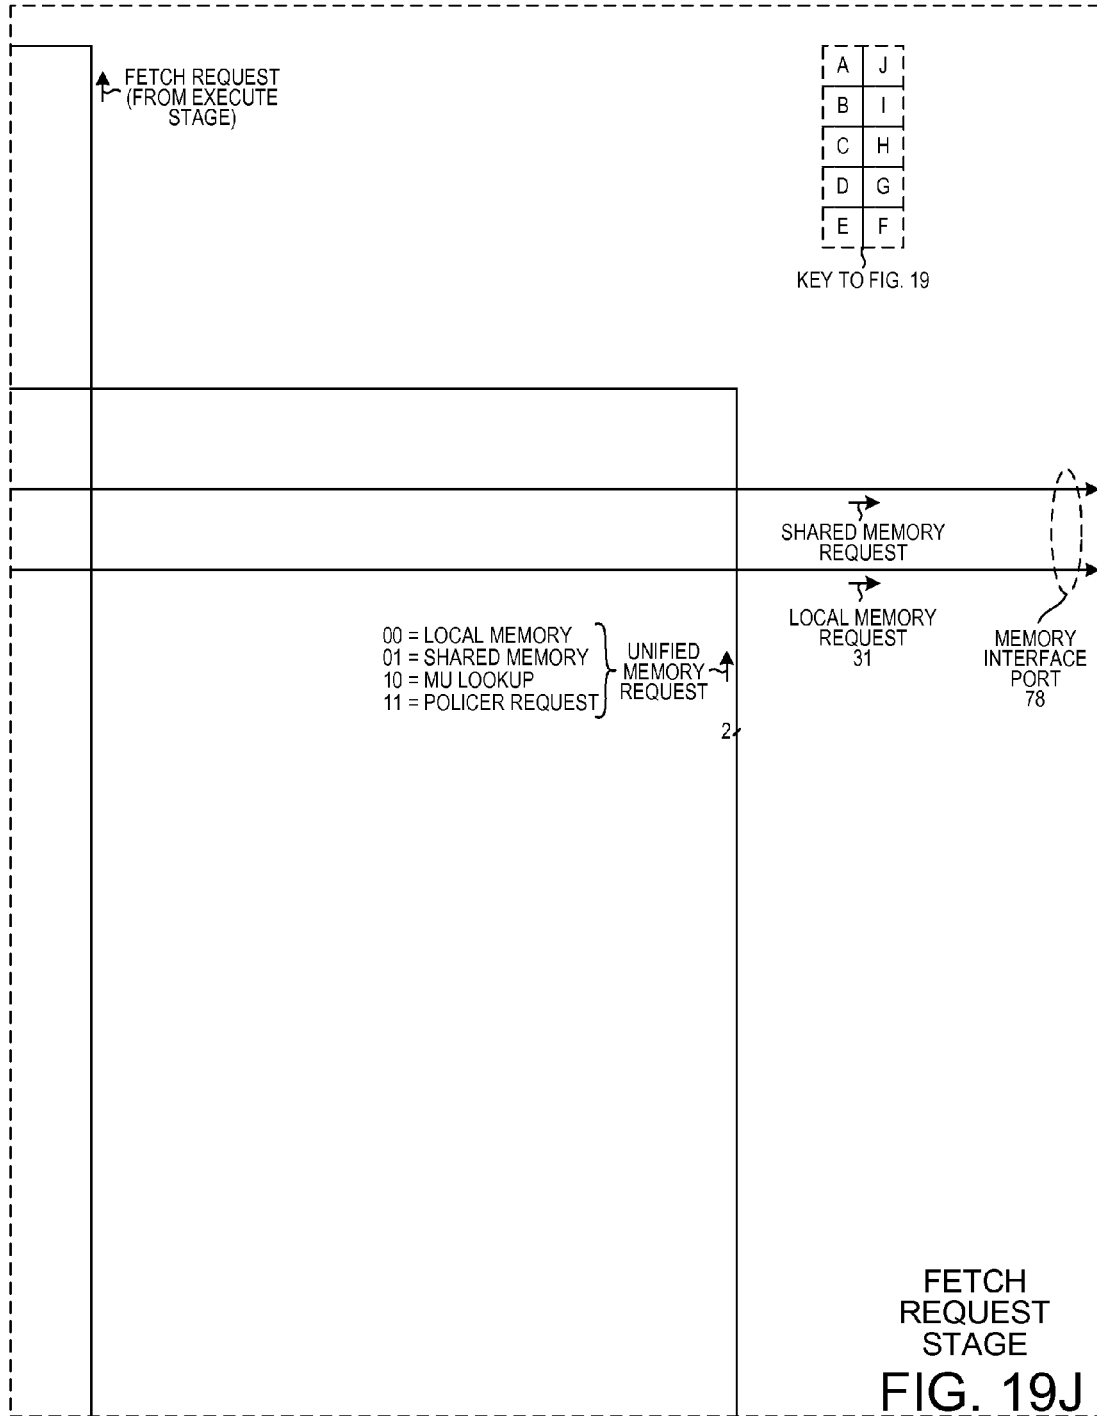 FETCH REQUEST
(FROM EXECUTE
STAGE)
A J
B I
C H
D G
E F
KEY TO FIG. 19
SHARED MEMORY
REQUEST
LOCAL MEMORY
REQUEST
31
MEMORY
INTERFACE
PORT
78
00 = LOCAL MEMORY
01 = SHARED MEMORY
10 = MU LOOKUP
11 = POLICER REQUEST
UNIFIED
MEMORY
REQUEST
2
FETCH
REQUEST
STAGE
FIG. 19J